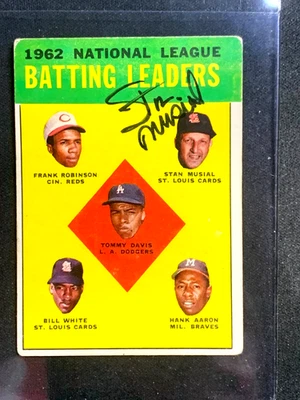 1962 NATIONAL LEAGUE
BATTING LEADERS
Stan Musial
FRANK ROBINSON
CIN. REDS
STAN MUSIAL
ST. LOUIS CARDS
TOMMY DAVIS
L. A. DODGERS
BILL WHITE
ST. LOUIS CARDS
HANK AARON
MIL. BRAVES